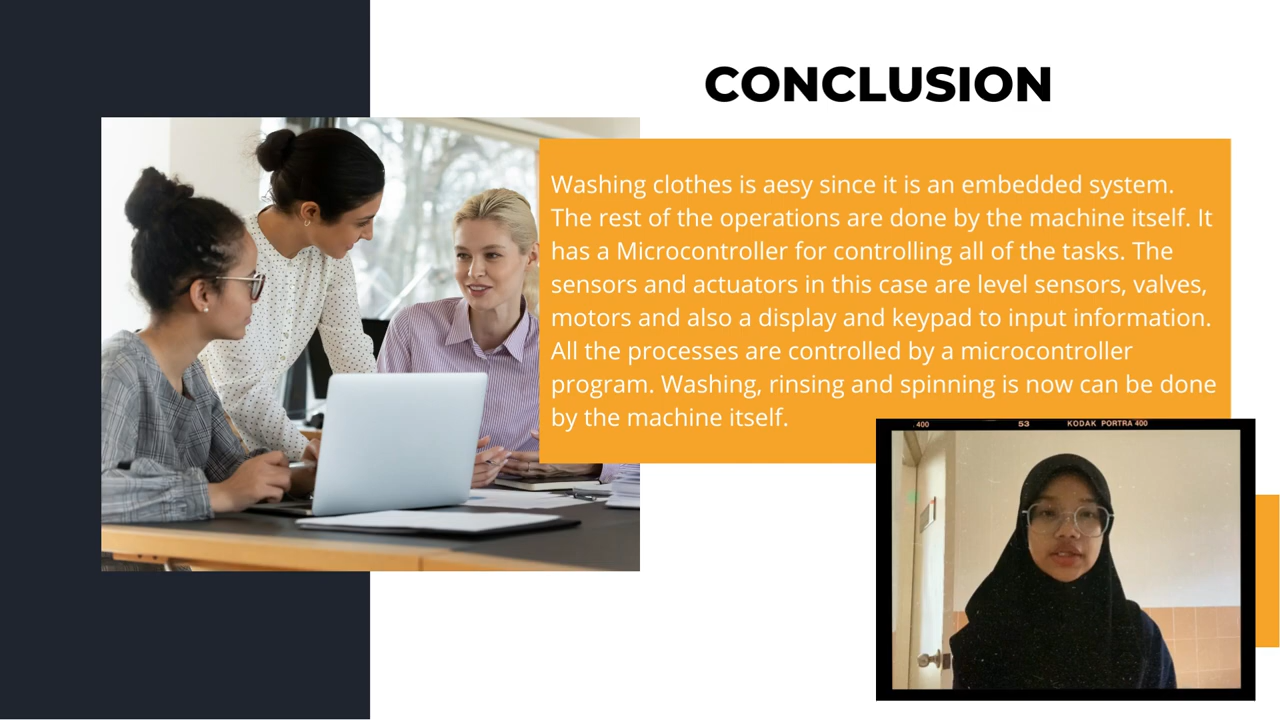 CONCLUSION
Washing clothes is aesy since it is an embedded system.
The rest of the operations are done by the machine itself. It
has a Microcontroller for controlling all of the tasks. The
sensors and actuators in this case are level sensors, valves,
motors and also a display and keypad to input information.
All the processes are controlled by a microcontroller
program. Washing, rinsing and spinning is now can be done
by the machine itself.
400 53 KODAK PORTRA 400